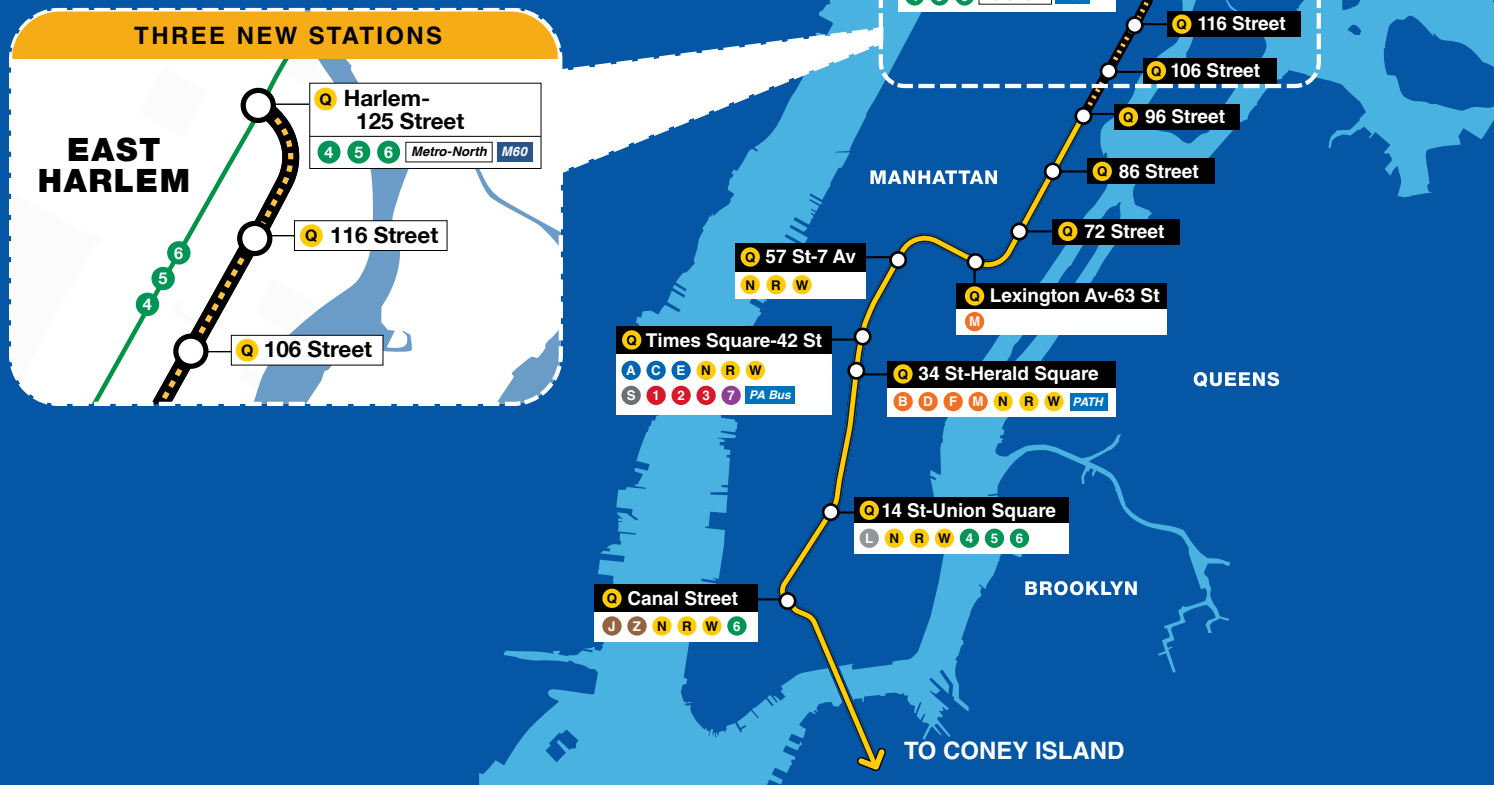 THREE NEW STATIONS
EAST
HARLEM
Q Harlem-
125 Street
4 5 6 Metro-North M60
Q 116 Street
6
5
4
Q 106 Street
Q 116 Street
Q 106 Street
Q 96 Street
MANHATTAN
Q 86 Street
Q 72 Street
Q 57 St-7 Av
N R W
Q Lexington Av-63 St
M
Q Times Square-42 St
A C E N R W
S 1 2 3 7 PA Bus
Q 34 St-Herald Square
B D F M N R W PATH
QUEENS
Q 14 St-Union Square
L N R W 4 5 6
BROOKLYN
Q Canal Street
J Z N R W 6
TO CONEY ISLAND